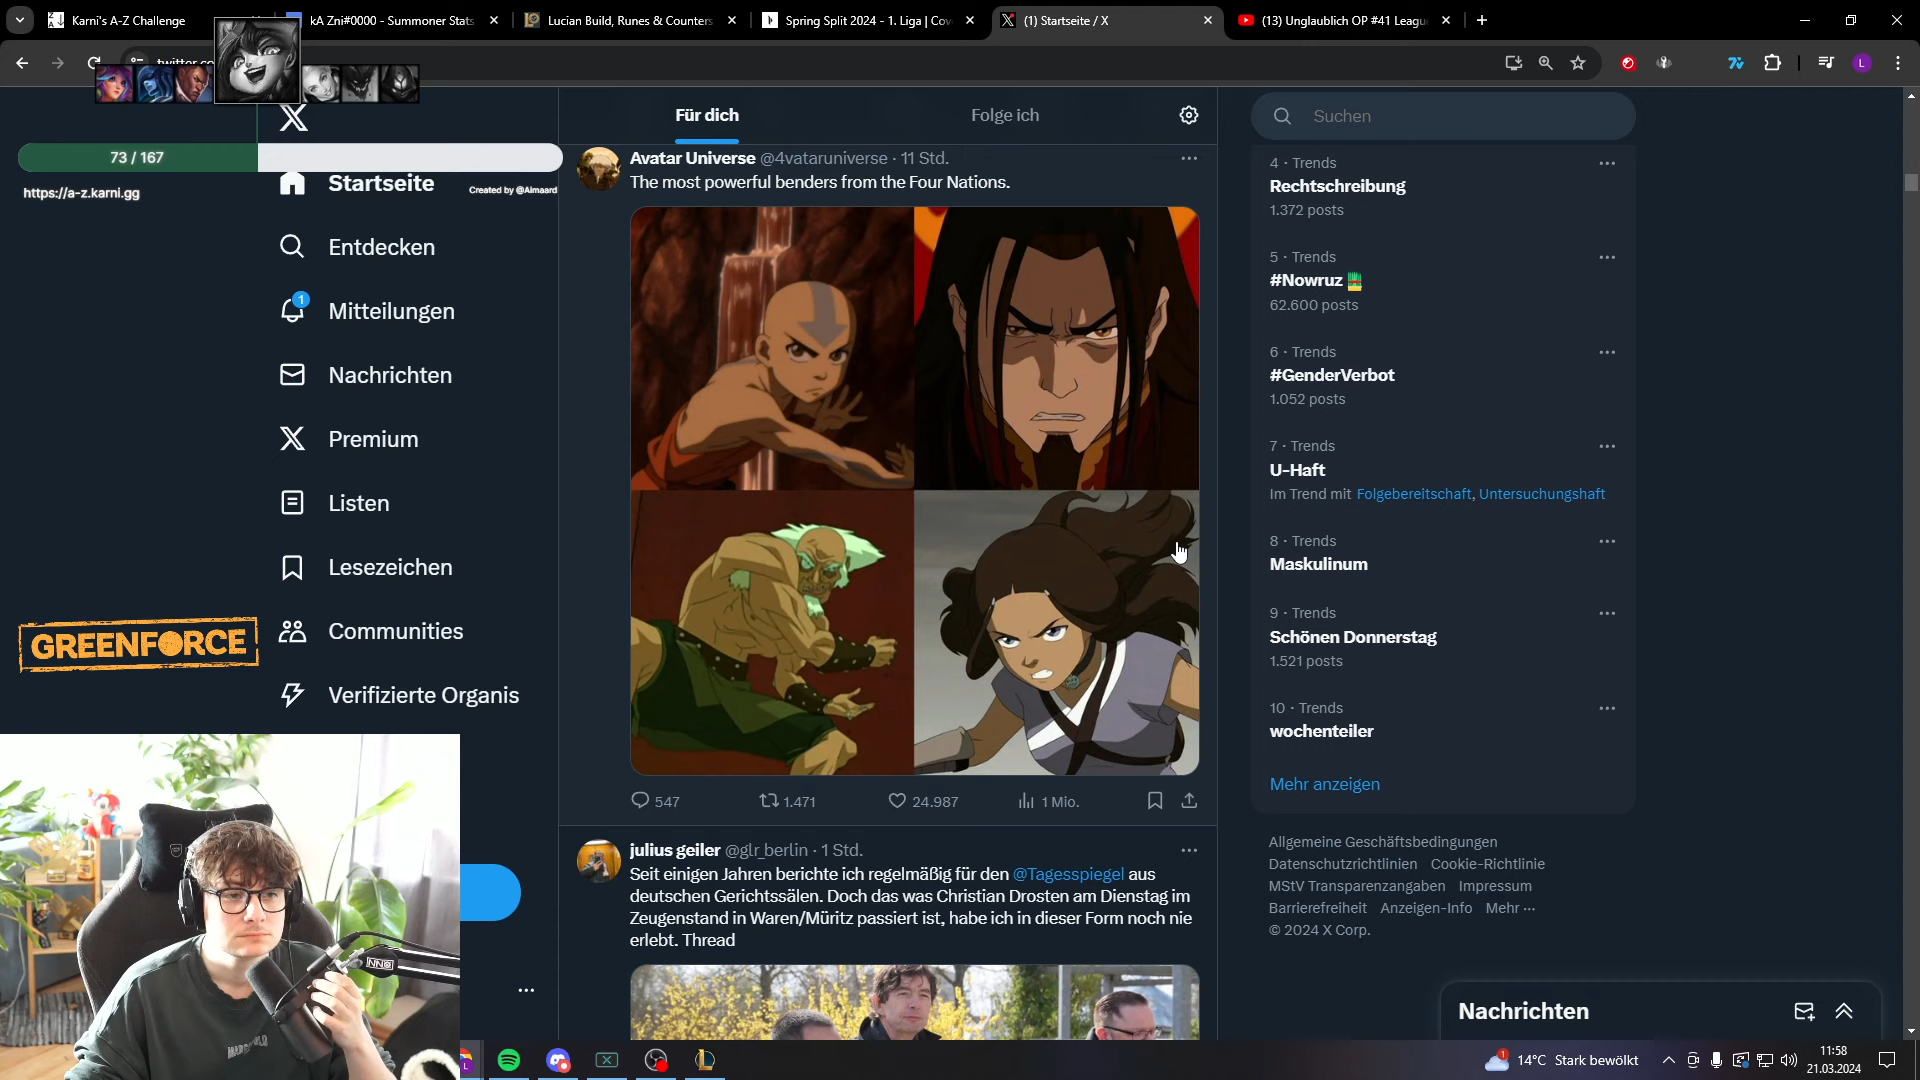 Karni's A-Z Challenge
kA Zni#0000 - Summoner Stats
Lucian Build, Runes & Counters
Spring Split 2024 - 1. Liga | Cov
(1) Startseite / X
(13) Unglaublich OP #41 Leagu
twitter.co
L
73 / 167
https://a-z.karni.gg
Created by @Aimaard
Startseite
Entdecken
1
Mitteilungen
Nachrichten
Premium
Listen
Lesezeichen
Communities
Verifizierte Organis
GREENFORCE
Für dich
Folge ich
Avatar Universe @4vataruniverse · 11 Std.
The most powerful benders from the Four Nations.
547
1.471
24.987
1 Mio.
julius geiler @glr_berlin · 1 Std.
Seit einigen Jahren berichte ich regelmäßig für den @Tagesspiegel aus
deutschen Gerichtssälen. Doch das was Christian Drosten am Dienstag im
Zeugenstand in Waren/Müritz passiert ist, habe ich in dieser Form noch nie
erlebt. Thread
Suchen
4 · Trends
Rechtschreibung
1.372 posts
5 · Trends
#Nowruz
62.600 posts
6 · Trends
#GenderVerbot
1.052 posts
7 · Trends
U-Haft
Im Trend mit Folgebereitschaft, Untersuchungshaft
8 · Trends
Maskulinum
9 · Trends
Schönen Donnerstag
1.521 posts
10 · Trends
wochenteiler
Mehr anzeigen
Allgemeine Geschäftsbedingungen
Datenschutzrichtlinien Cookie-Richtlinie
MStV Transparenzangaben Impressum
Barrierefreiheit Anzeigen-Info Mehr ···
© 2024 X Corp.
Nachrichten
NNO
1
14°C Stark bewölkt
11:58
21.03.2024